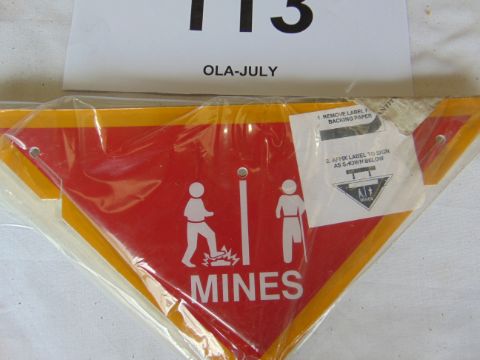 113
OLA-JULY
1. REMOVE LABEL /
BACKING PAPER
2. AFFIX LABEL TO SIGN
AS SHOWN BELOW
MINES